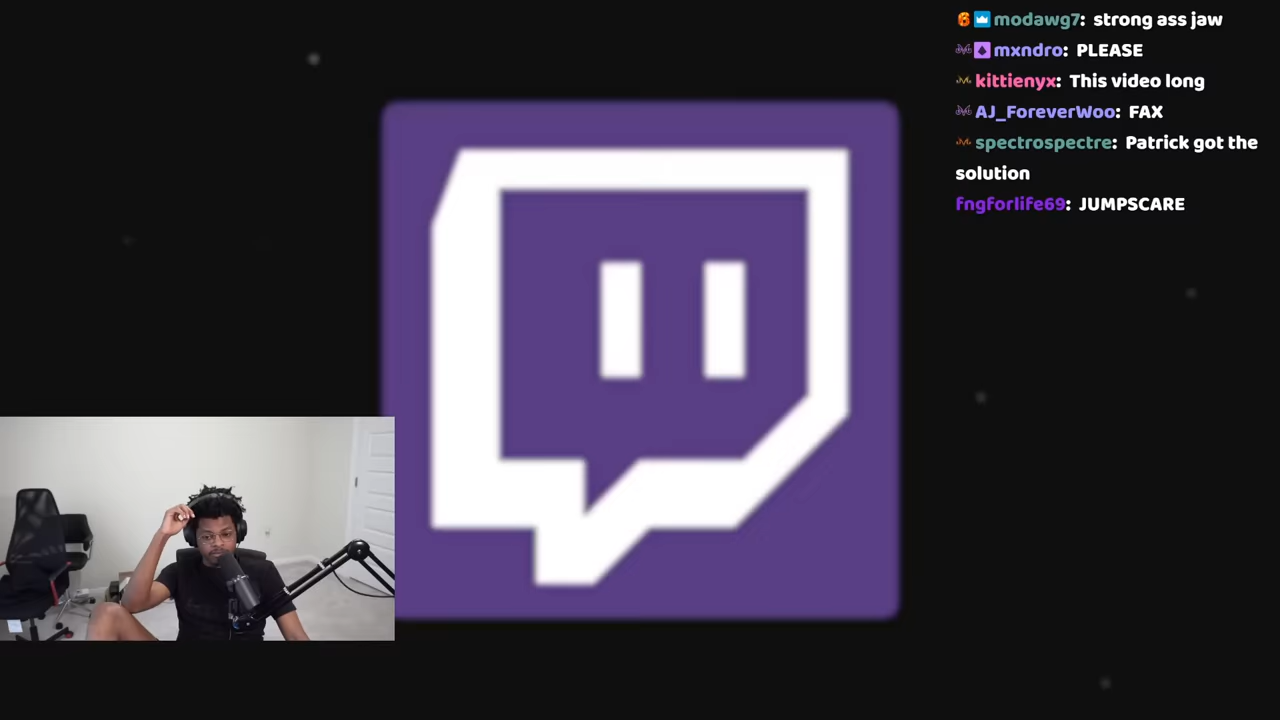 modawg7: strong ass jaw
mxndro: PLEASE
kittienyx: This video long
AJ_ForeverWoo: FAX
spectrospectre: Patrick got the
solution
fngforlife69: JUMPSCARE